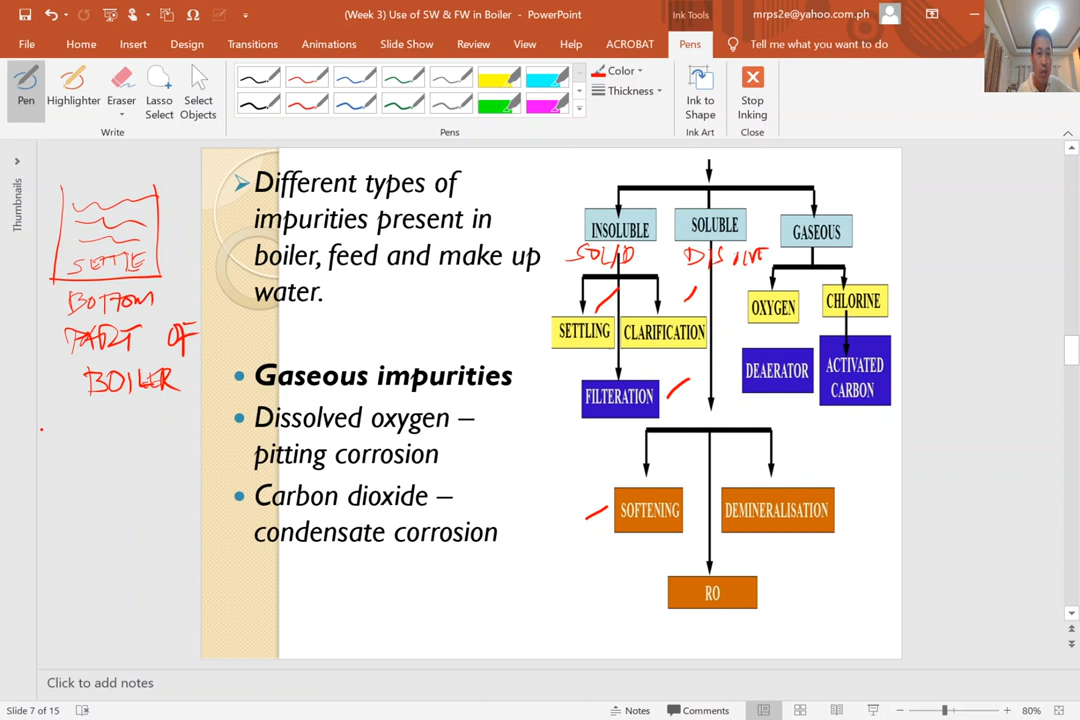 (Week 3) Use of SW & FW in Boiler - PowerPoint
Ink Tools
mrps2e@yahoo.com.ph
File Home Insert Design Transitions Animations Slide Show Review View Help ACROBAT Pens Tell me what you want to do
Pen
Highlighter
Eraser
Lasso
Select
Select
Objects
Color
Thickness
Ink to
Shape
Stop
Inking
Write
Pens
Ink Art
Close
Thumbnails
SETTLE
BOTTOM
PART OF
BOILER
Different types of
impurities present in
boiler, feed and make up
water.
Gaseous impurities
Dissolved oxygen –
pitting corrosion
Carbon dioxide –
condensate corrosion
INSOLUBLE
SOLUBLE
GASEOUS
SOLID
SETTLING
CLARIFICATION
OXYGEN
CHLORINE
FILTERATION
DEAERATOR
ACTIVATED
CARBON
SOFTENING
DEMINERALISATION
RO
Click to add notes
Slide 7 of 15
Notes
Comments
80%